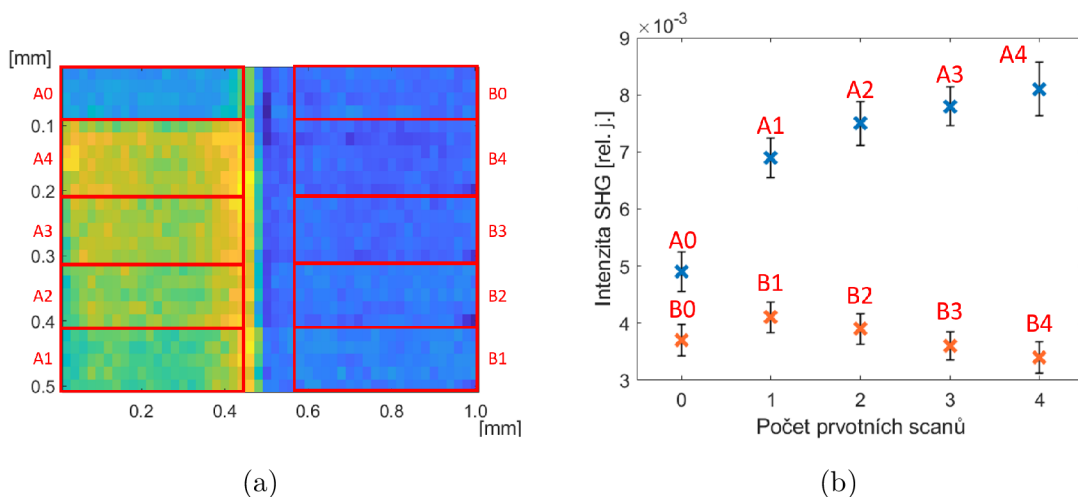 [mm]
A0
B0
0.1
A4
B4
0.2
A3
B3
0.3
A2
B2
0.4
A1
B1
0.5
0.2
0.4
0.6
0.8
1.0
[mm]
(a)
× 10⁻³
9
8
7
6
5
4
3
Intenzita SHG [rel. j.]
A0
A1
A2
A3
A4
B0
B1
B2
B3
B4
0
1
2
3
4
Počet prvotních scanů
(b)